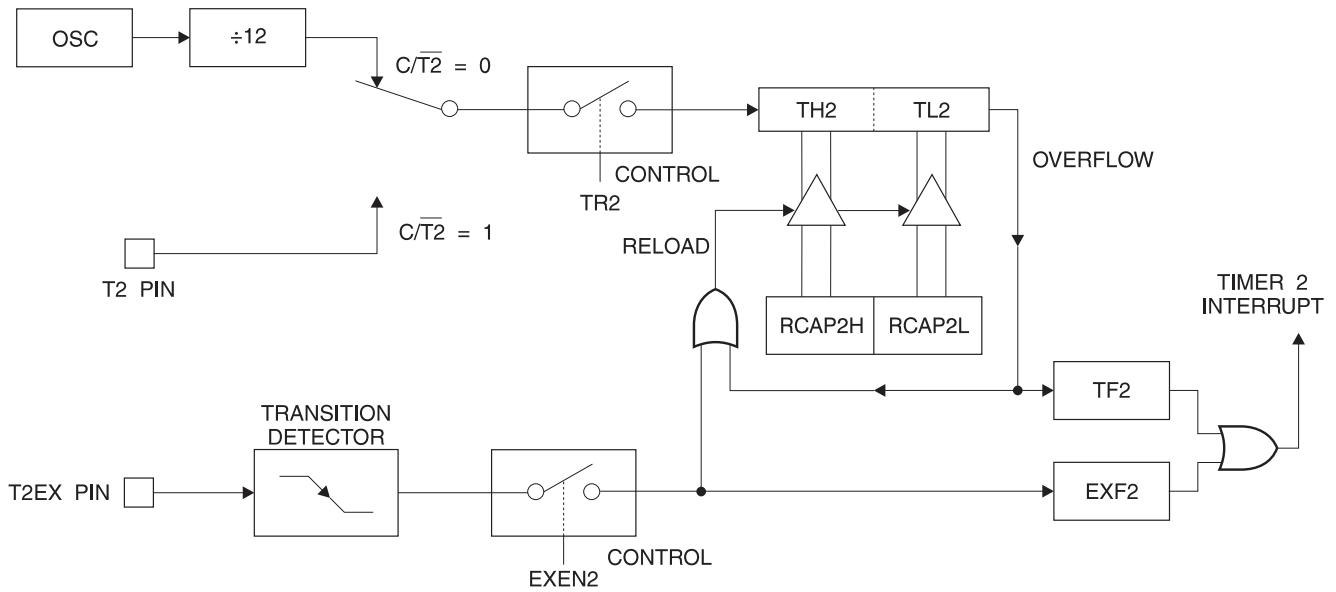 OSC
÷12
C/T2 = 0
TH2
TL2
OVERFLOW
CONTROL
TR2
C/T2 = 1
T2 PIN
RELOAD
TIMER 2
INTERRUPT
RCAP2H
RCAP2L
TF2
TRANSITION
DETECTOR
T2EX PIN
EXF2
CONTROL
EXEN2